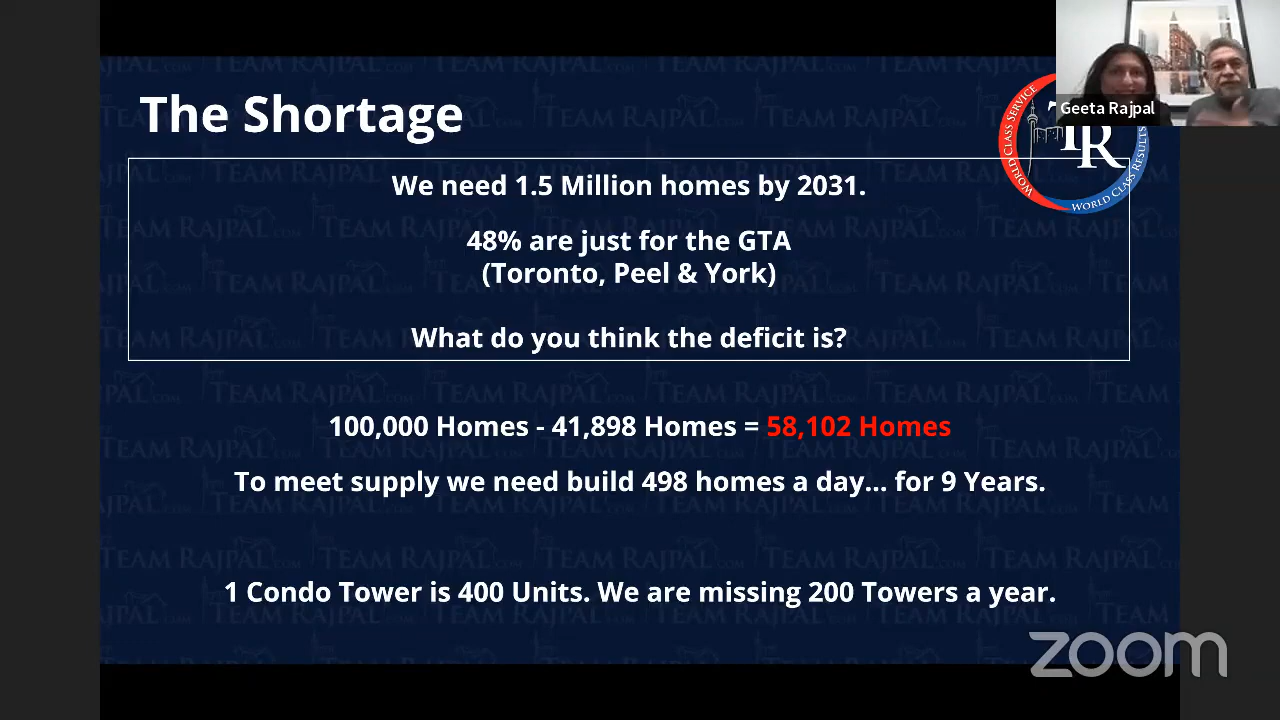 The Shortage
Geeta Rajpal
WORLD CLASS SERVICE
TR
WORLD CLASS RESULTS
We need 1.5 Million homes by 2031.
48% are just for the GTA
(Toronto, Peel & York)
What do you think the deficit is?
100,000 Homes - 41,898 Homes = 58,102 Homes
To meet supply we need build 498 homes a day... for 9 Years.
1 Condo Tower is 400 Units. We are missing 200 Towers a year.
zoom
TEAM RAJPAL.COM